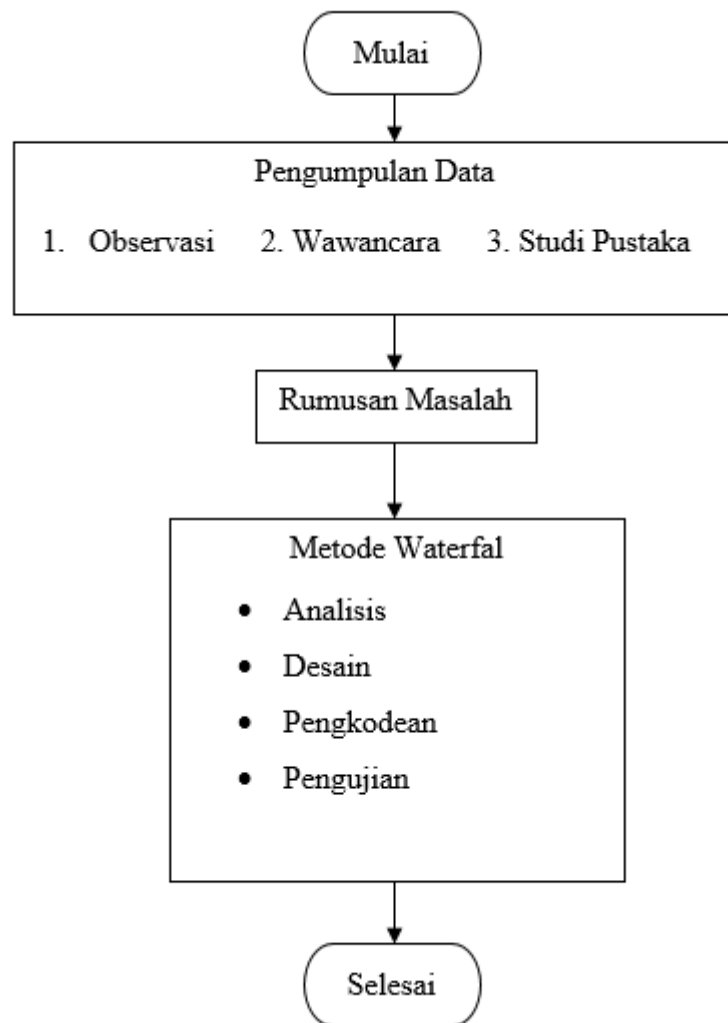 Mulai
Pengumpulan Data
1. Observasi 2. Wawancara 3. Studi Pustaka
Rumusan Masalah
Metode Waterfal
• Analisis
• Desain
• Pengkodean
• Pengujian
Selesai